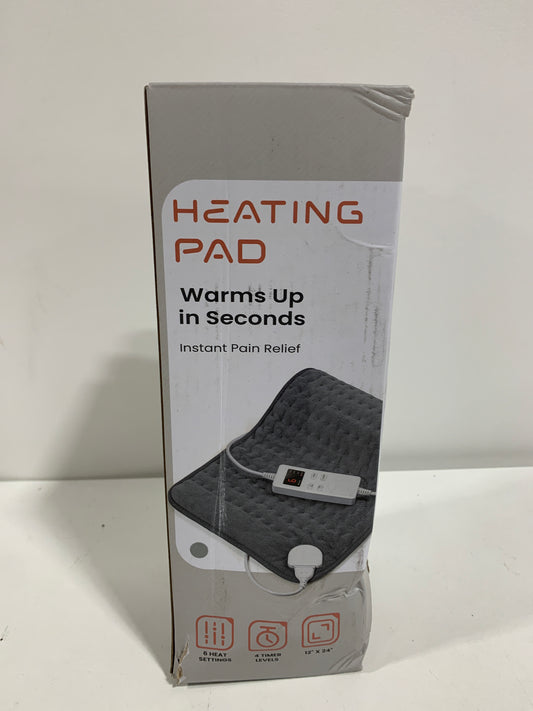 HEATING
PAD
Warms Up
in Seconds
Instant Pain Relief
6 HEAT
SETTINGS
4 TIMER
LEVELS
12" X 24"